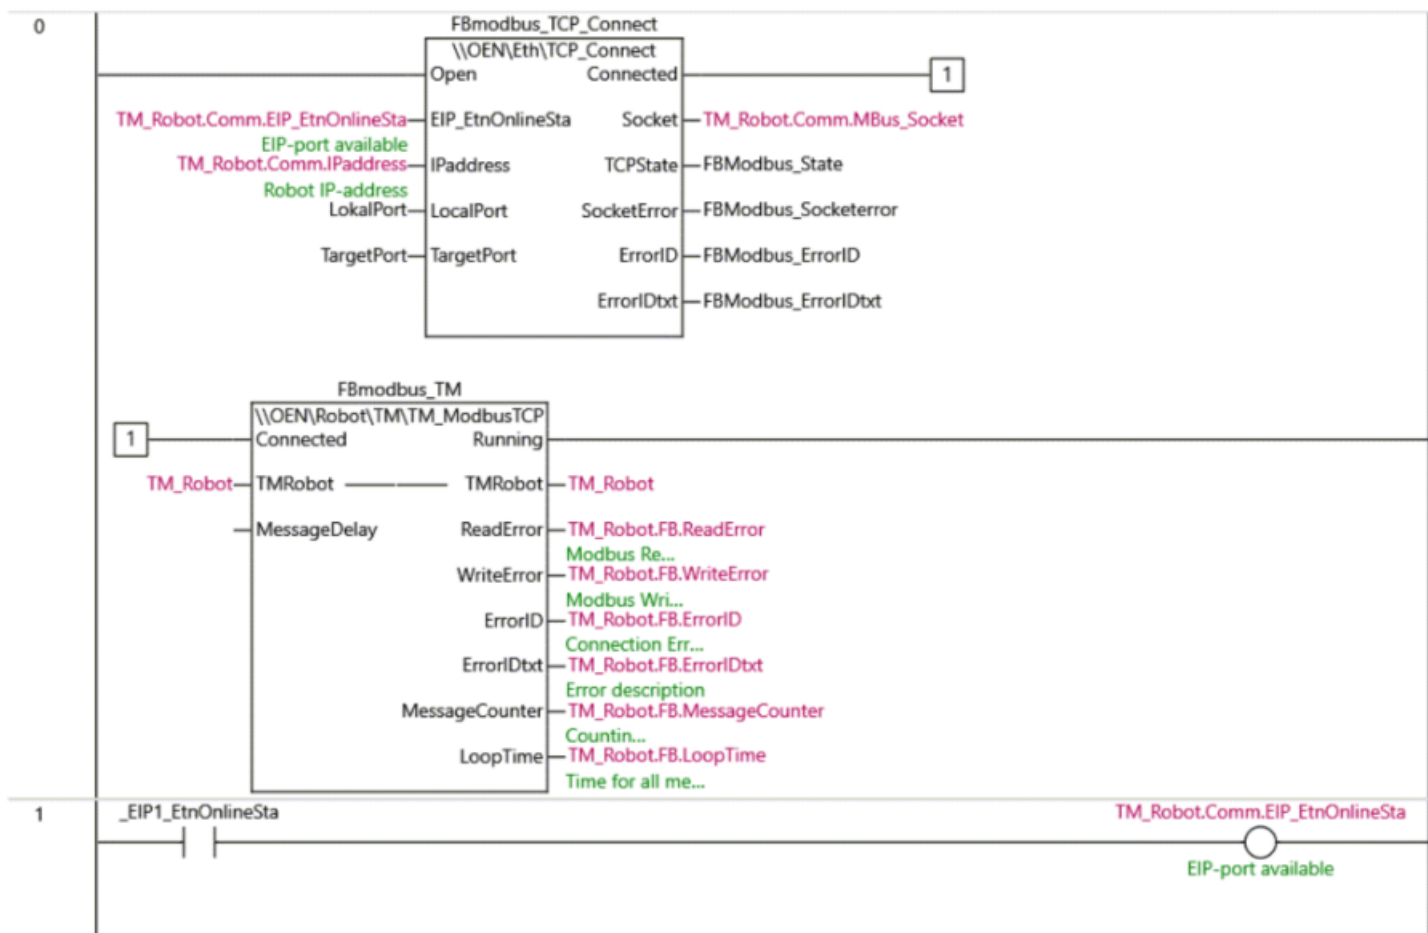 0
FBmodbus_TCP_Connect
\\OEN\Eth\TCP_Connect
Open Connected 1
TM_Robot.Comm.EIP_EtnOnlineSta EIP_EtnOnlineSta Socket TM_Robot.Comm.MBus_Socket
EIP-port available
TM_Robot.Comm.IPaddress IPaddress TCPState FBModbus_State
Robot IP-address
LokalPort LocalPort SocketError FBModbus_Socketerror
TargetPort TargetPort ErrorID FBModbus_ErrorID
ErrorIDtxt FBModbus_ErrorIDtxt
FBmodbus_TM
\\OEN\Robot\TM\TM_ModbusTCP
1 Connected Running
TM_Robot TMRobot TMRobot TM_Robot
MessageDelay ReadError TM_Robot.FB.ReadError
Modbus Re...
WriteError TM_Robot.FB.WriteError
Modbus Wri...
ErrorID TM_Robot.FB.ErrorID
Connection Err...
ErrorIDtxt TM_Robot.FB.ErrorIDtxt
Error description
MessageCounter TM_Robot.FB.MessageCounter
Countin...
LoopTime TM_Robot.FB.LoopTime
Time for all me...
1 _EIP1_EtnOnlineSta TM_Robot.Comm.EIP_EtnOnlineSta
EIP-port available